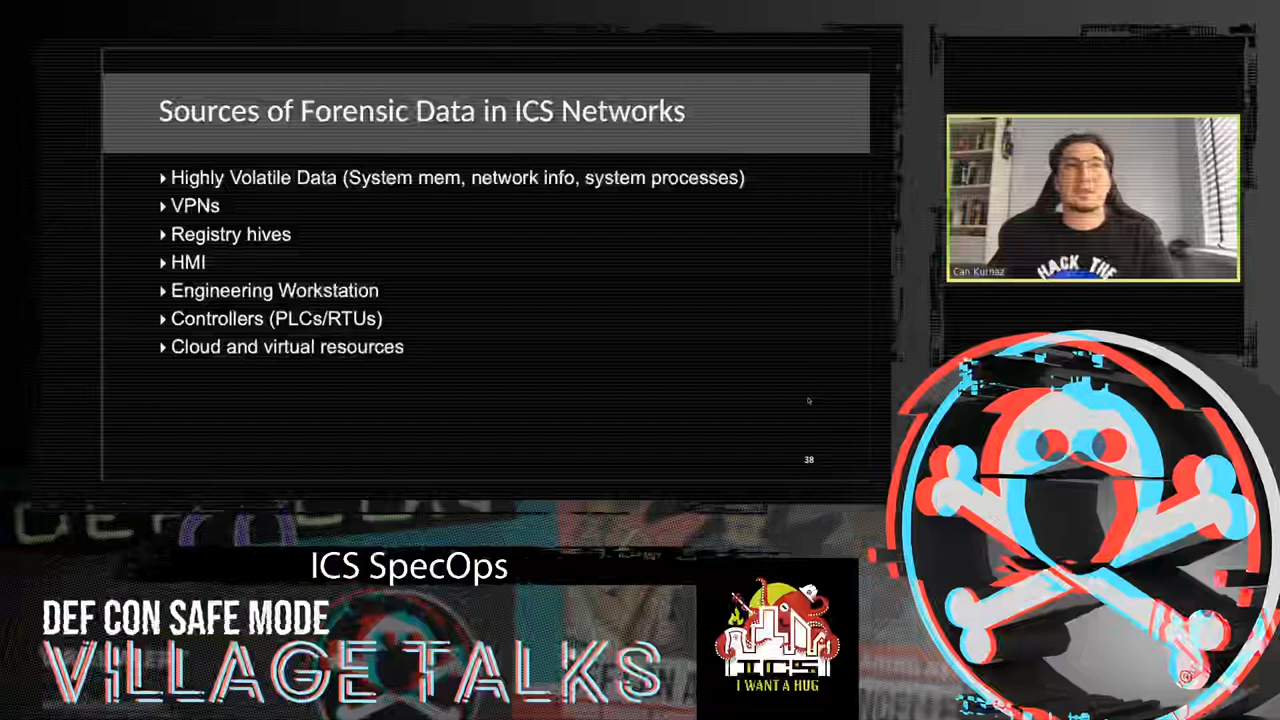 Sources of Forensic Data in ICS Networks
Highly Volatile Data (System mem, network info, system processes)
VPNs
Registry hives
HMI
Engineering Workstation
Controllers (PLCs/RTUs)
Cloud and virtual resources
38
HACK THE
Can Kurnaz
ICS SpecOps
DEF CON SAFE MODE
VILLAGE TALKS
ICS
I WANT A HUG